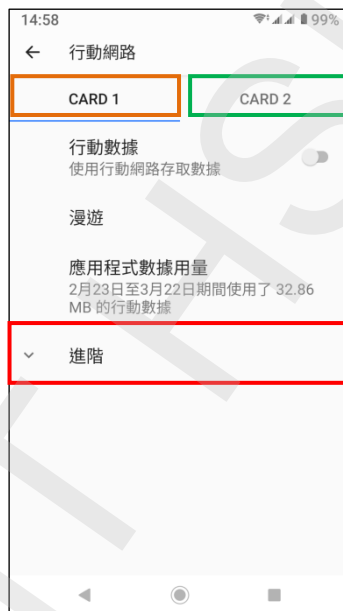 14:58
99%
行動網路
CARD 1
CARD 2
行動數據
使用行動網路存取數據
漫遊
應用程式數據用量
2月23日至3月22日期間使用了 32.86
MB 的行動數據
進階